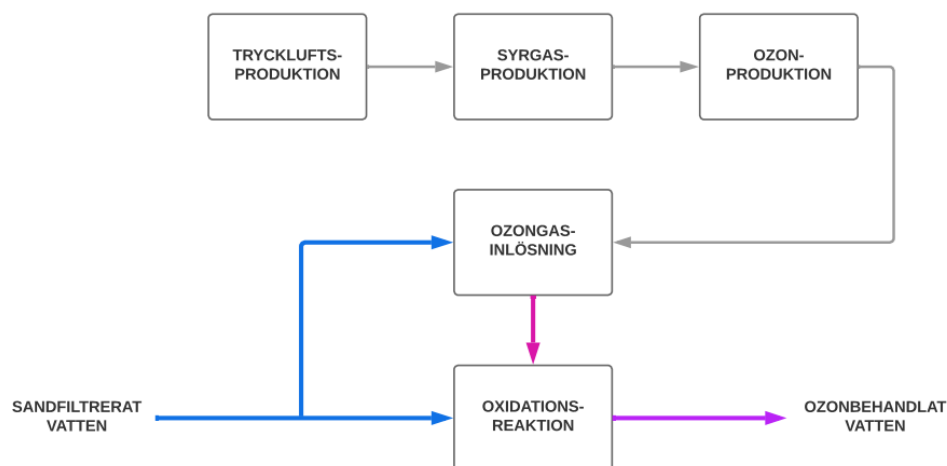 TRYCKLUFTS-
PRODUKTION
SYRGAS-
PRODUKTION
OZON-
PRODUKTION
OZONGAS-
INLÖSNING
SANDFILTRERAT
VATTEN
OXIDATIONS-
REAKTION
OZONBEHANDLAT
VATTEN